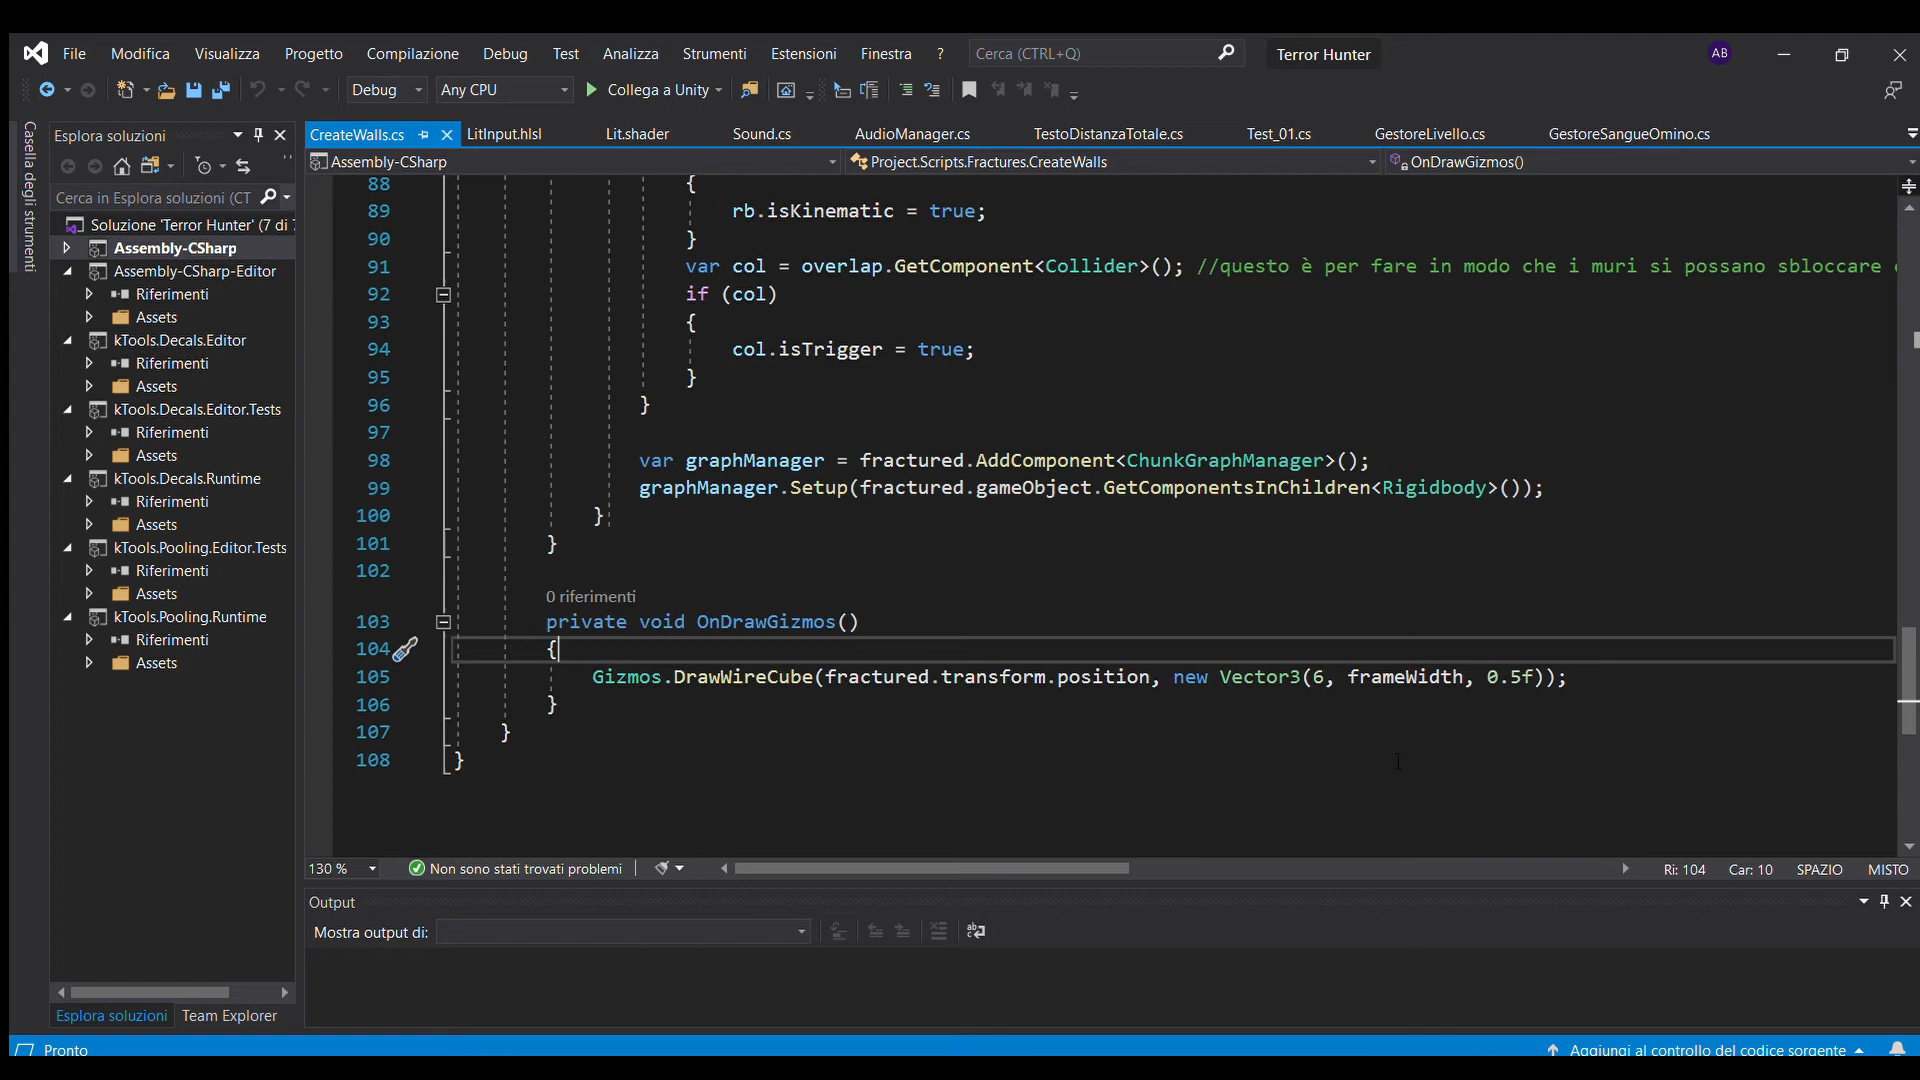 File Modifica Visualizza Progetto Compilazione Debug Test Analizza Strumenti Estensioni Finestra ? Cerca (CTRL+Q) Terror Hunter AB
Debug Any CPU Collega a Unity
Casella degli strumenti
Esplora soluzioni
Cerca in Esplora soluzioni (CT
Soluzione 'Terror Hunter' (7 di 7
Assembly-CSharp
Assembly-CSharp-Editor
Riferimenti
Assets
kTools.Decals.Editor
Riferimenti
Assets
kTools.Decals.Editor.Tests
Riferimenti
Assets
kTools.Decals.Runtime
Riferimenti
Assets
kTools.Pooling.Editor.Tests
Riferimenti
Assets
kTools.Pooling.Runtime
Riferimenti
Assets
Esplora soluzioni Team Explorer
CreateWalls.cs LitInput.hlsl Lit.shader Sound.cs AudioManager.cs TestoDistanzaTotale.cs Test_01.cs GestoreLivello.cs GestoreSangueOmino.cs
Assembly-CSharp Project.Scripts.Fractures.CreateWalls OnDrawGizmos()
88 {
89 rb.isKinematic = true;
90 }
91 var col = overlap.GetComponent<Collider>(); //questo è per fare in modo che i muri si possano sbloccare
92 if (col)
93 {
94 col.isTrigger = true;
95 }
96 }
97
98 var graphManager = fractured.AddComponent<ChunkGraphManager>();
99 graphManager.Setup(fractured.gameObject.GetComponentsInChildren<Rigidbody>());
100 }
101 }
102
0 riferimenti
103 private void OnDrawGizmos()
104 {
105 Gizmos.DrawWireCube(fractured.transform.position, new Vector3(6, frameWidth, 0.5f));
106 }
107 }
108 }
130 % Non sono stati trovati problemi Ri: 104 Car: 10 SPAZIO MISTO
Output
Mostra output di:
Pronto Aggiungi al controllo del codice sorgente